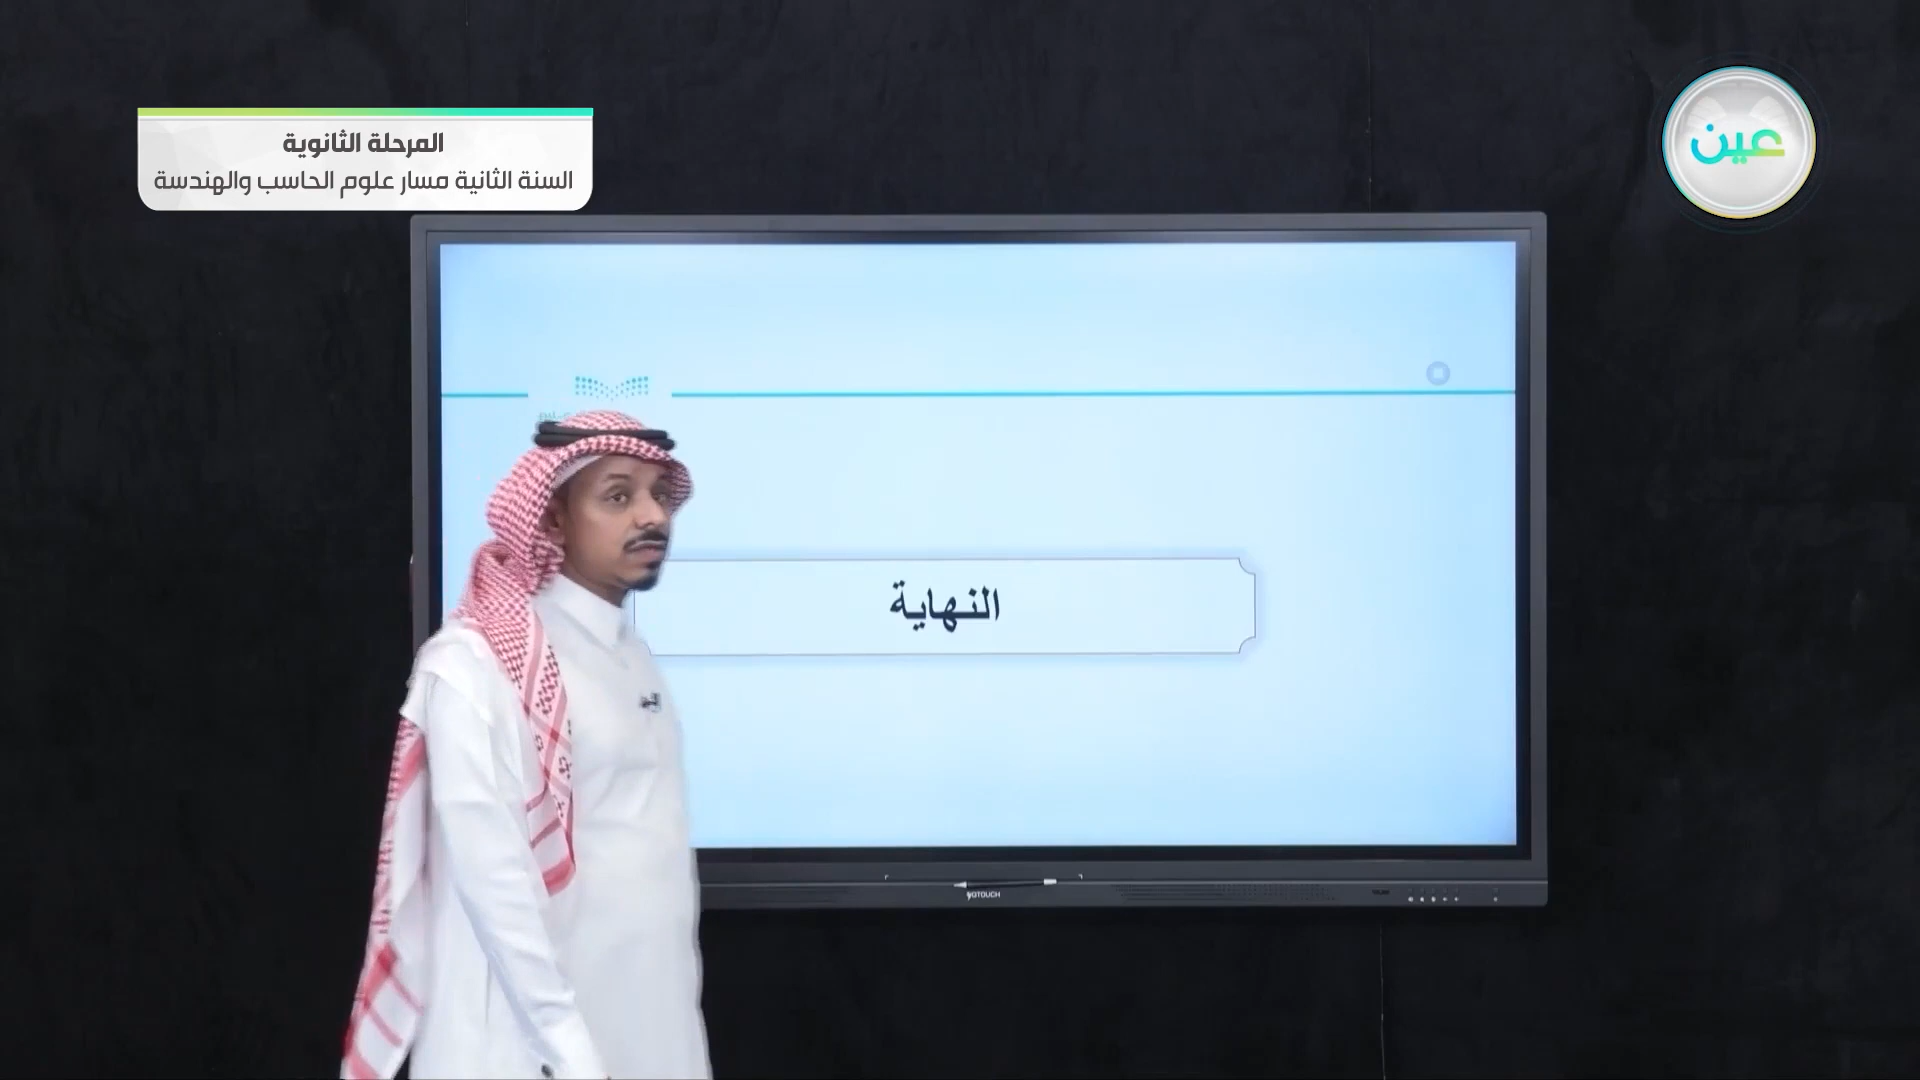 المرحلة الثانوية
السنة الثانية مسار علوم الحاسب والهندسة
عين
النهاية